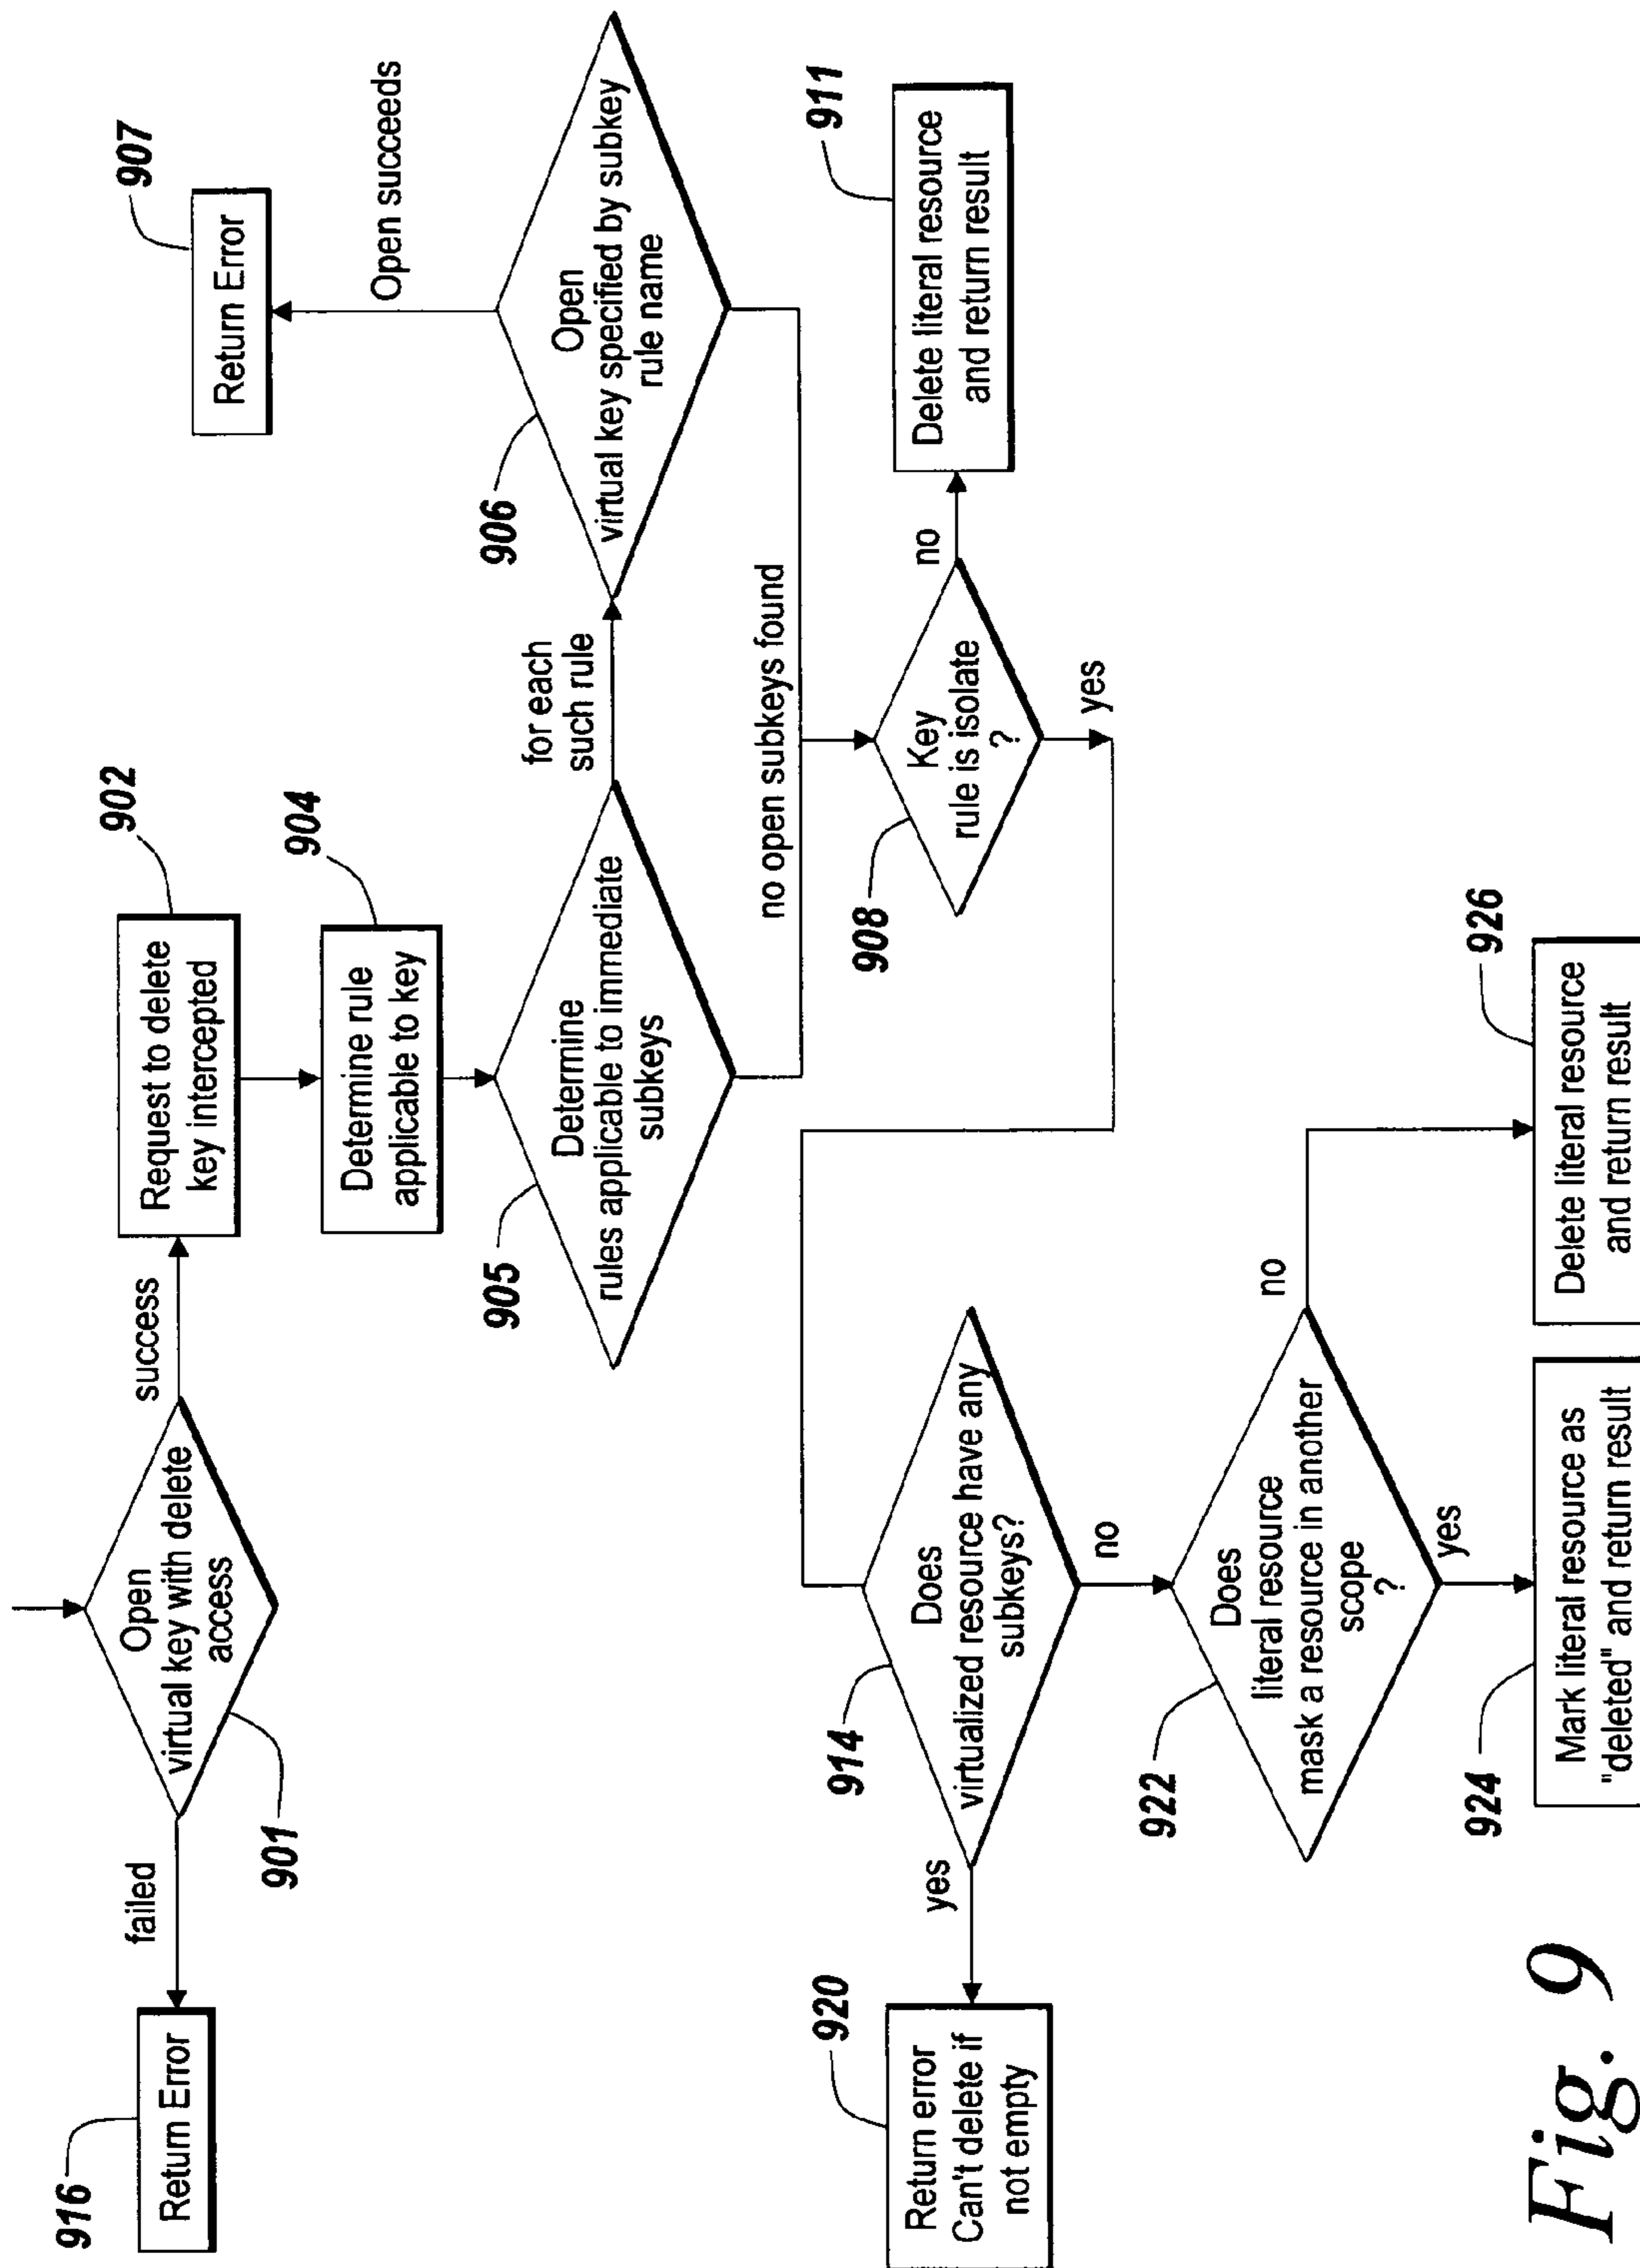 Open
virtual key with delete
access
901
failed
Return Error
916
success
Request to delete
key intercepted
902
Determine rule
applicable to key
904
Determine
rules applicable to immediate
subkeys
905
for each
such rule
Open
virtual key specified by subkey
rule name
906
Open succeeds
Return Error
907
no open subkeys found
Key
rule is isolate
?
908
no
Delete literal resource
and return result
911
yes
Does
virtualized resource have any
subkeys?
914
yes
Return error
Can't delete if
not empty
920
no
Does
literal resource
mask a resource in another
scope
?
922
no
Delete literal resource
and return result
926
yes
Mark literal resource as
"deleted" and return result
924
Fig. 9